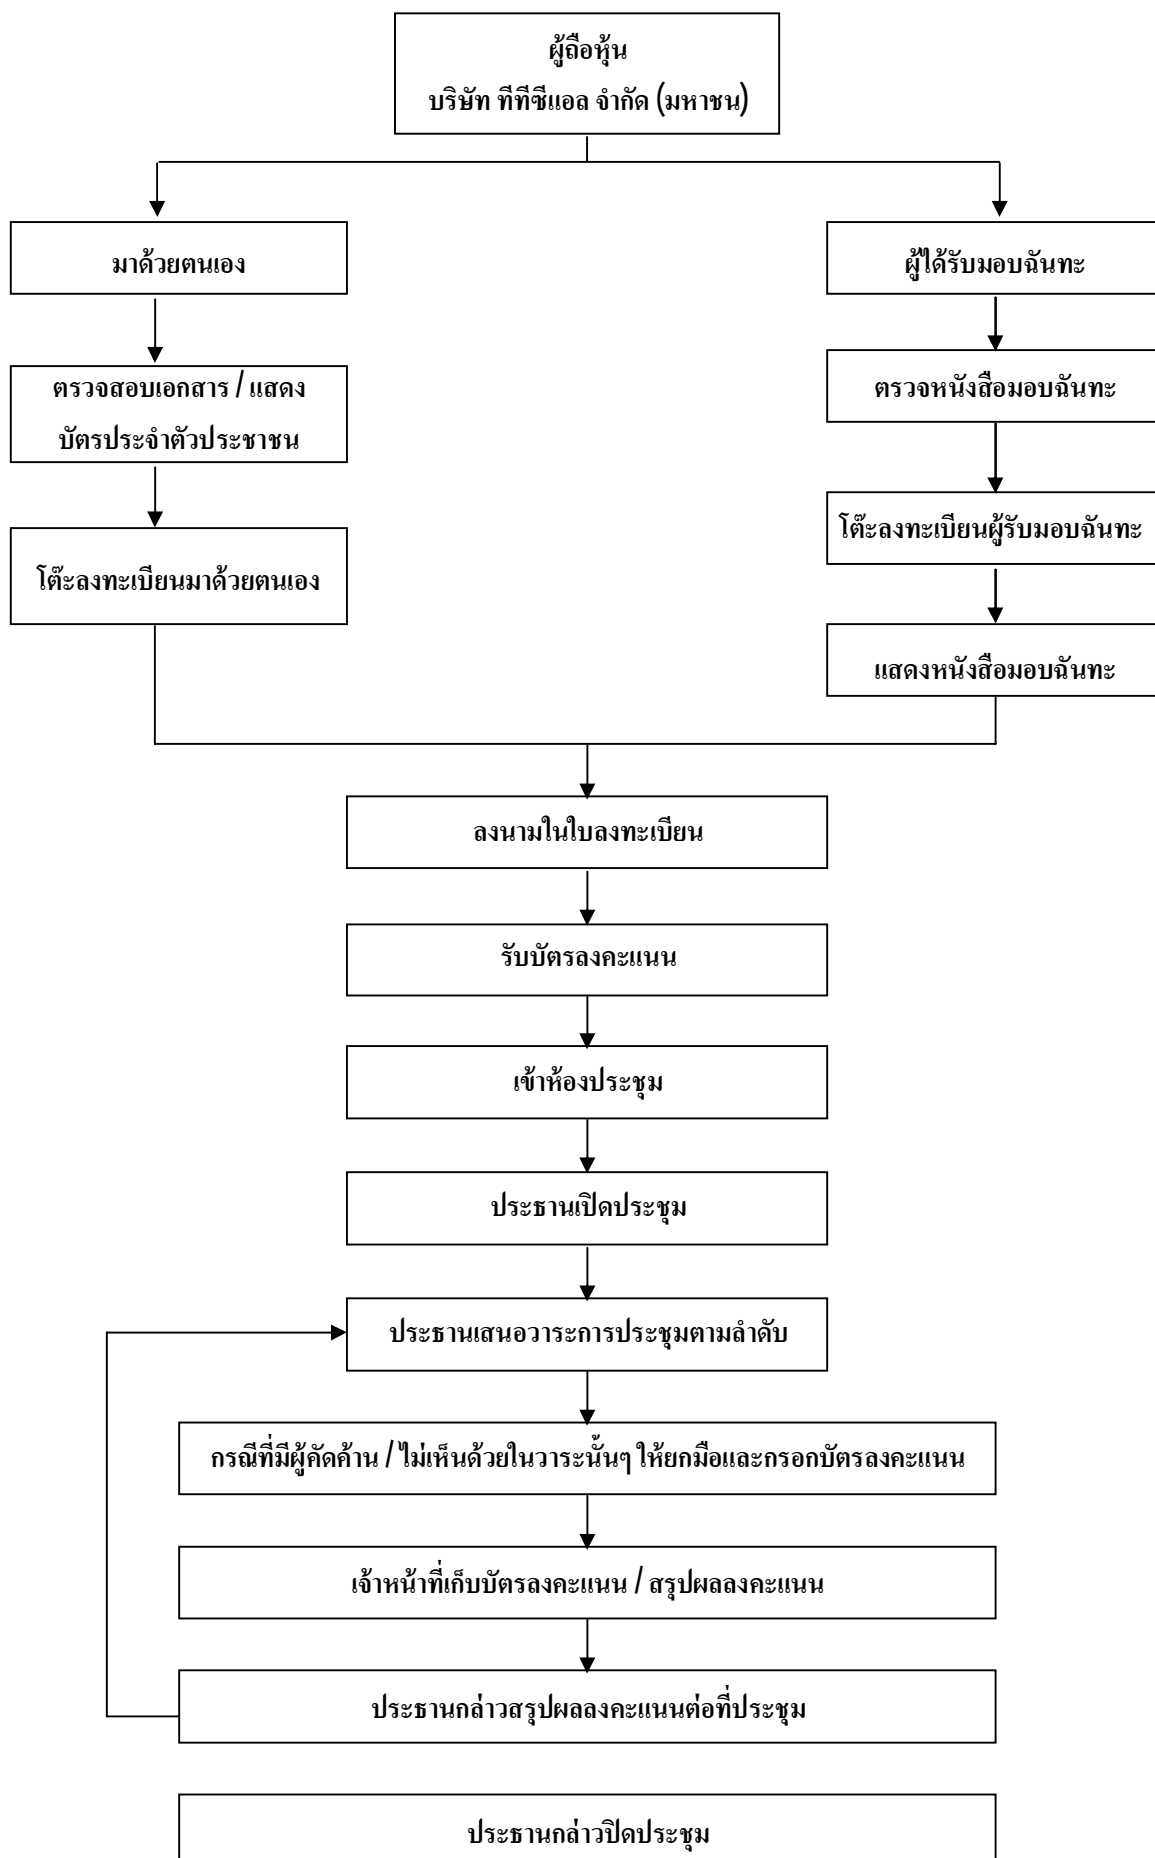 ผู้ถือหุ้น
บริษัท ทีทีซีแอล จำกัด (มหาชน)
มาด้วยตนเอง
ตรวจสอบเอกสาร / แสดง
บัตรประจำตัวประชาชน
โต๊ะลงทะเบียนมาด้วยตนเอง
ผู้ได้รับมอบฉันทะ
ตรวจหนังสือมอบฉันทะ
โต๊ะลงทะเบียนผู้รับมอบฉันทะ
แสดงหนังสือมอบฉันทะ
ลงนามในใบลงทะเบียน
รับบัตรลงคะแนน
เข้าห้องประชุม
ประธานเปิดประชุม
ประธานเสนอวาระการประชุมตามลำดับ
กรณีที่มีผู้คัดค้าน / ไม่เห็นด้วยในวาระนั้นๆ ให้ยกมือและกรอกบัตรลงคะแนน
เจ้าหน้าที่เก็บบัตรลงคะแนน / สรุปผลลงคะแนน
ประธานกล่าวสรุปผลลงคะแนนต่อที่ประชุม
ประธานกล่าวปิดประชุม